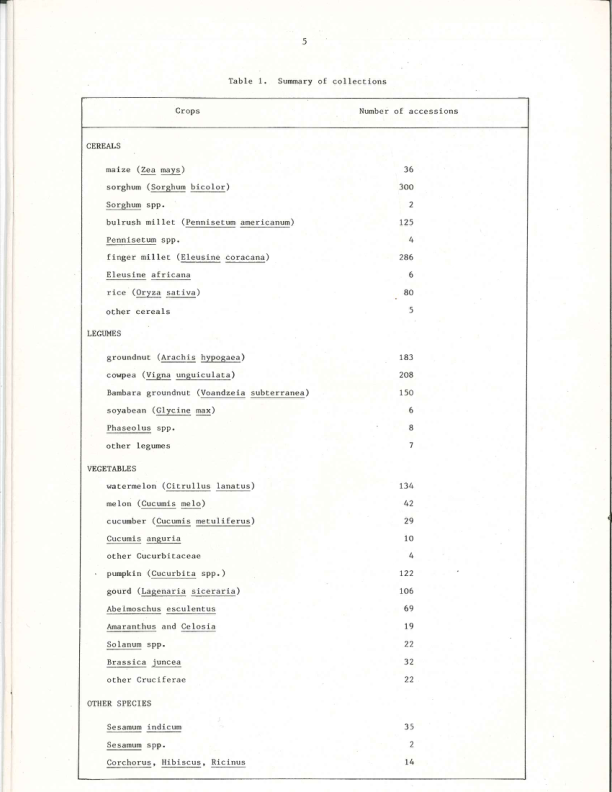 5
Table 1. Summary of collections
Crops Number of accessions
CEREALS
maize (Zea mays) 36
sorghum (Sorghum bicolor) 300
Sorghum spp. 2
bulrush millet (Pennisetum americanum) 125
Pennisetum spp. 4
finger millet (Eleusine coracana) 286
Eleusine africana 6
rice (Oryza sativa) 80
other cereals 5
LEGUMES
groundnut (Arachis hypogaea) 183
cowpea (Vigna unguiculata) 208
Bambara groundnut (Voandzeia subterranea) 150
soyabean (Glycine max) 6
Phaseolus spp. 8
other legumes 7
VEGETABLES
watermelon (Citrullus lanatus) 134
melon (Cucumis melo) 42
cucumber (Cucumis metuliferus) 29
Cucumis anguria 10
other Cucurbitaceae 4
pumpkin (Cucurbita spp.) 122
gourd (Lagenaria siceraria) 106
Abelmoschus esculentus 69
Amaranthus and Celosia 19
Solanum spp. 22
Brassica juncea 32
other Cruciferae 22
OTHER SPECIES
Sesamum indicum 35
Sesamum spp. 2
Corchorus, Hibiscus, Ricinus 14